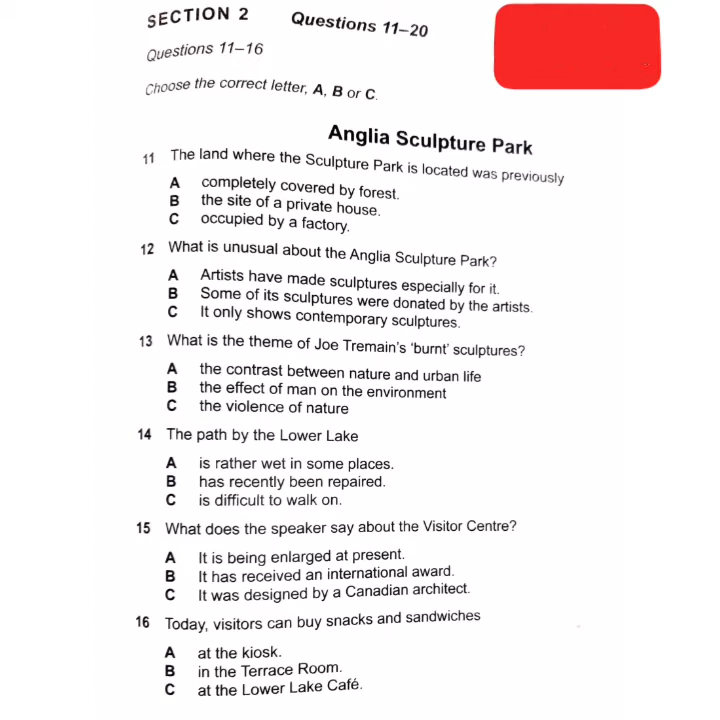 SECTION 2 Questions 11–20
Questions 11–16
Choose the correct letter, A, B or C.
Anglia Sculpture Park
11 The land where the Sculpture Park is located was previously
A completely covered by forest.
B the site of a private house.
C occupied by a factory.
12 What is unusual about the Anglia Sculpture Park?
A Artists have made sculptures especially for it.
B Some of its sculptures were donated by the artists.
C It only shows contemporary sculptures.
13 What is the theme of Joe Tremain's 'burnt' sculptures?
A the contrast between nature and urban life
B the effect of man on the environment
C the violence of nature
14 The path by the Lower Lake
A is rather wet in some places.
B has recently been repaired.
C is difficult to walk on.
15 What does the speaker say about the Visitor Centre?
A It is being enlarged at present.
B It has received an international award.
C It was designed by a Canadian architect.
16 Today, visitors can buy snacks and sandwiches
A at the kiosk.
B in the Terrace Room.
C at the Lower Lake Café.